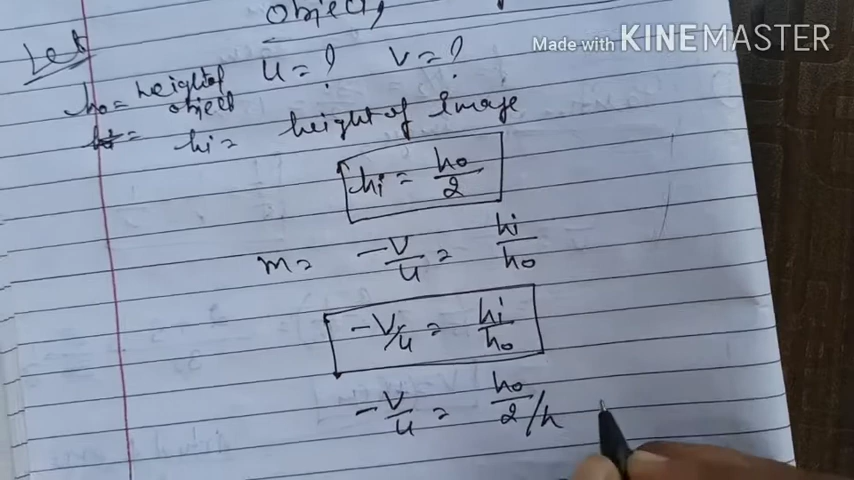 object,
Made with KINEMASTER
Let
ho = height of object u = ? v = ?
hi = height of Image
hi = ho/2
m = -v/u = hi/ho
-v/u = hi/ho
-v/u = ho/2/h